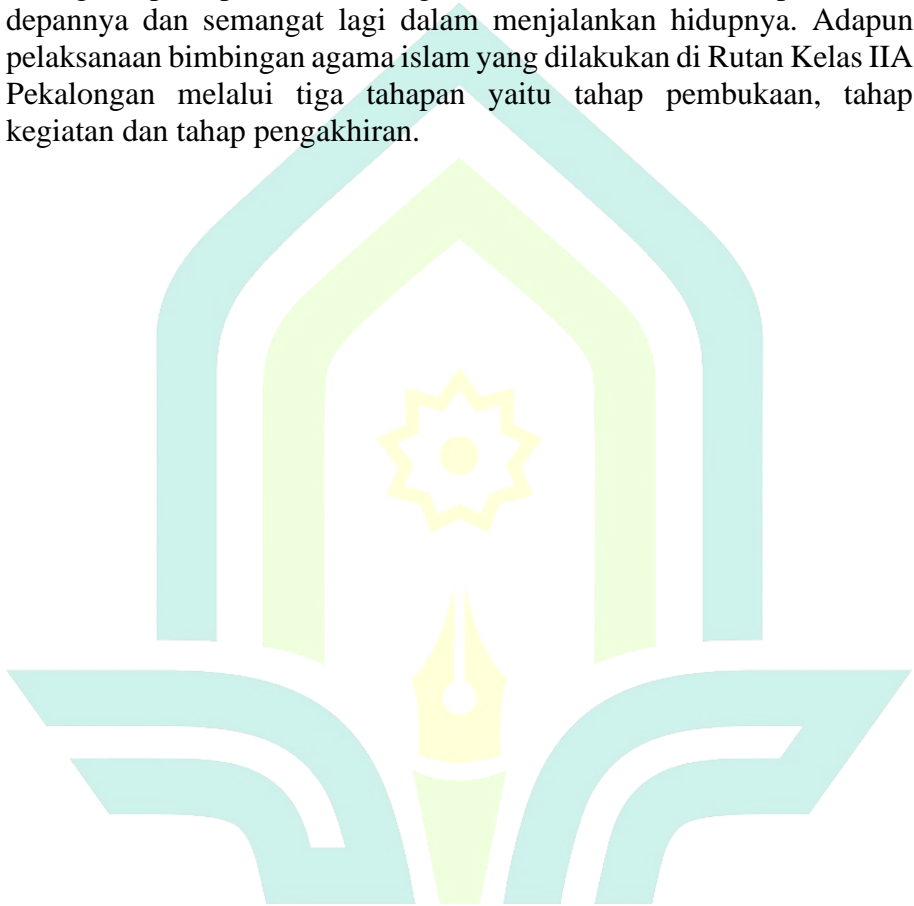 depannya dan semangat lagi dalam menjalankan hidupnya. Adapun
pelaksanaan bimbingan agama islam yang dilakukan di Rutan Kelas IIA
Pekalongan melalui tiga tahapan yaitu tahap pembukaan, tahap
kegiatan dan tahap pengakhiran.